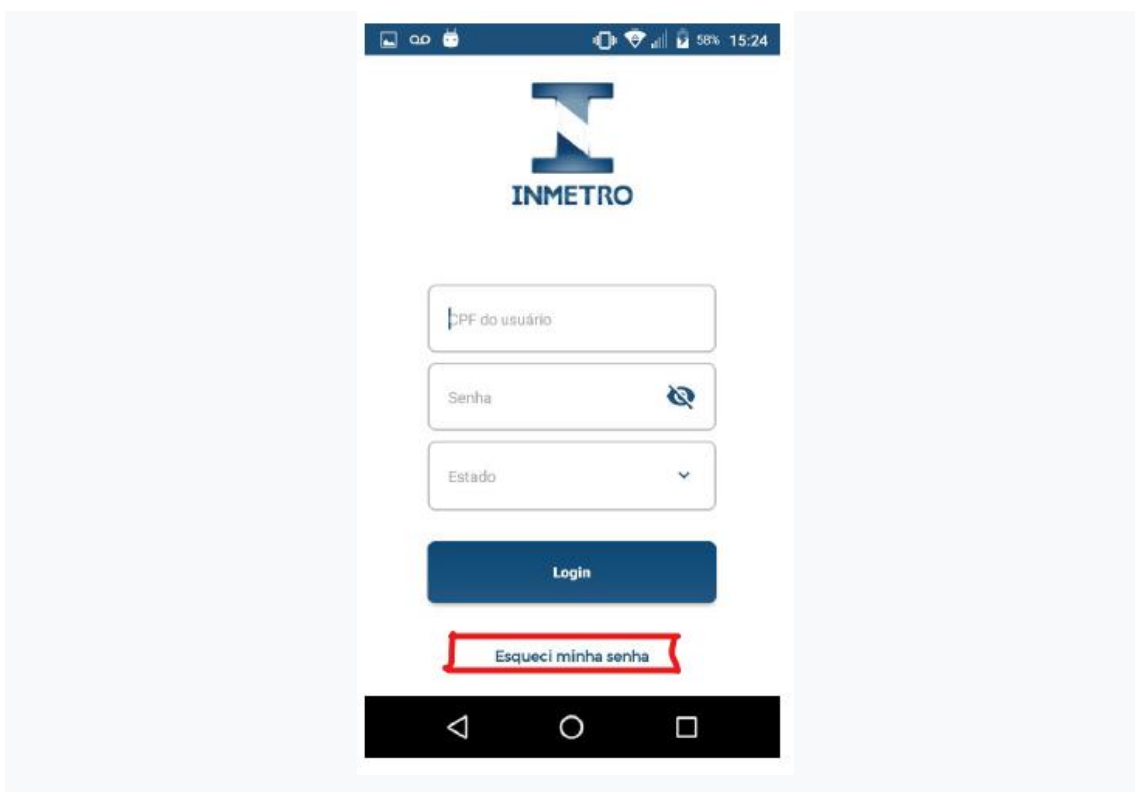 58% 15:24
INMETRO
CPF do usuário
Senha
Estado
Login
Esqueci minha senha